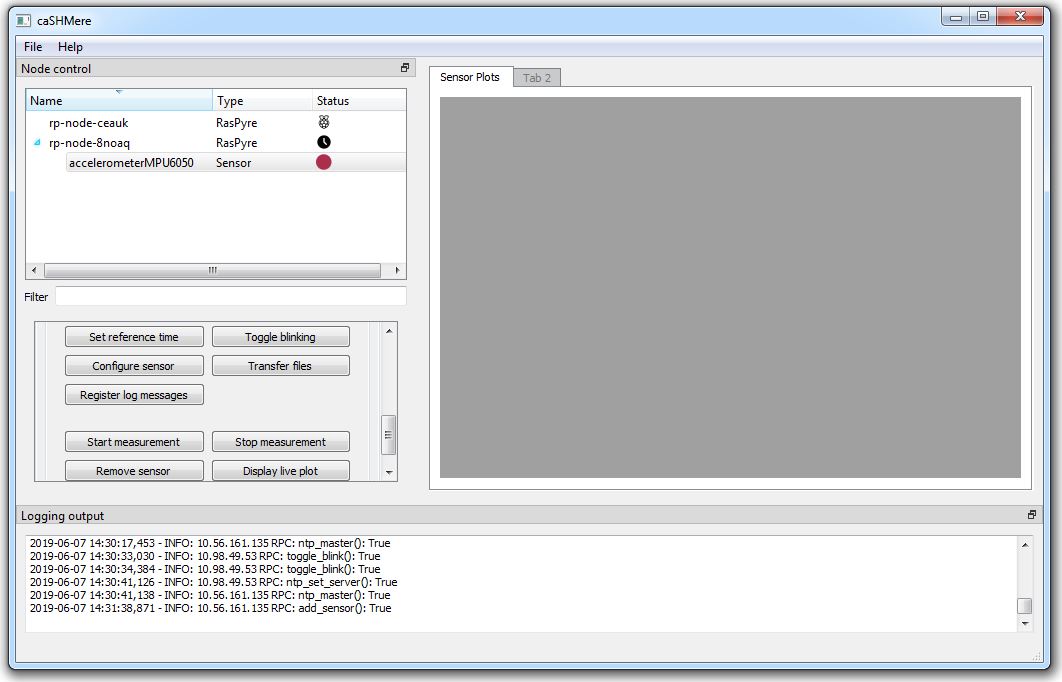 caSHMere
File Help
Node control
Name Type Status
rp-node-ceauk RasPyre
rp-node-8noaq RasPyre
accelerometerMPU6050 Sensor
Filter
Set reference time Toggle blinking
Configure sensor Transfer files
Register log messages
Start measurement Stop measurement
Remove sensor Display live plot
Sensor Plots Tab 2
Logging output
2019-06-07 14:30:17,453 - INFO: 10.56.161.135 RPC: ntp_master(): True
2019-06-07 14:30:33,030 - INFO: 10.98.49.53 RPC: toggle_blink(): True
2019-06-07 14:30:34,384 - INFO: 10.98.49.53 RPC: toggle_blink(): True
2019-06-07 14:30:41,126 - INFO: 10.98.49.53 RPC: ntp_set_server(): True
2019-06-07 14:30:41,138 - INFO: 10.56.161.135 RPC: ntp_master(): True
2019-06-07 14:31:38,871 - INFO: 10.56.161.135 RPC: add_sensor(): True